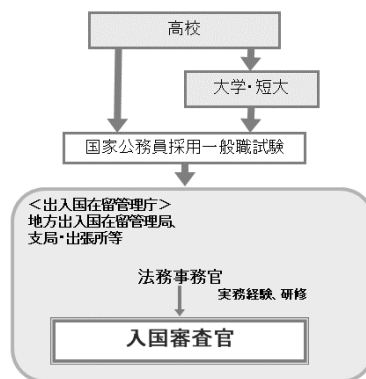 高校
大学・短大
国家公務員採用一般職試験
＜出入国在留管理庁＞
地方出入国在留管理局、
支局・出張所等
法務事務官
実務経験、研修
入国審査官